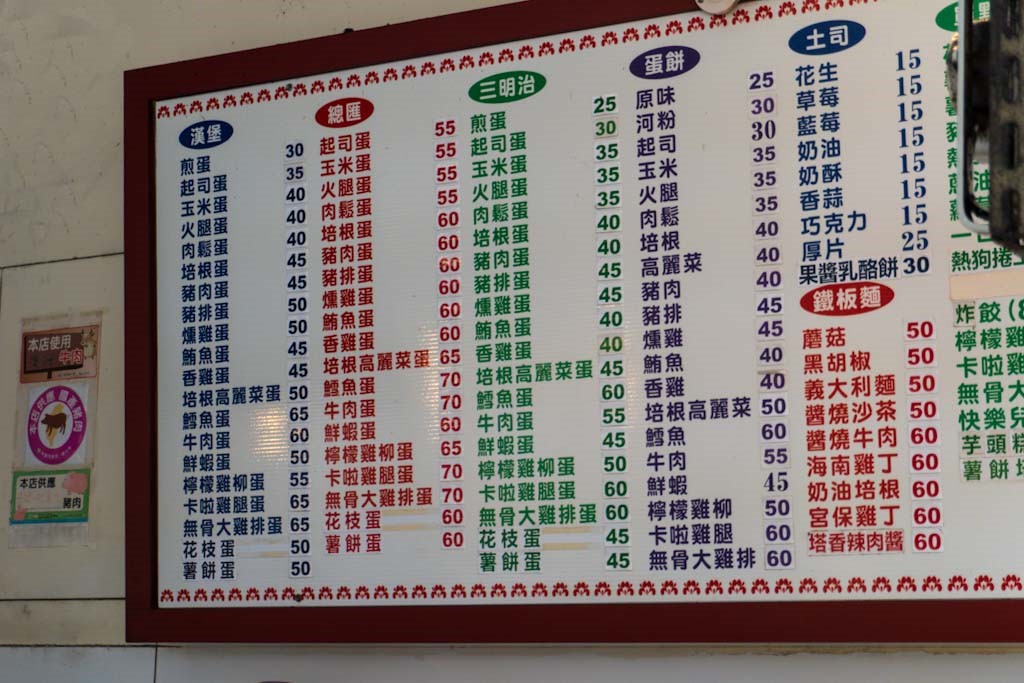 漢堡
煎蛋 30
起司蛋 35
玉米蛋 40
火腿蛋 40
肉鬆蛋 40
培根蛋 45
豬肉蛋 45
豬排蛋 50
燻雞蛋 50
鮪魚蛋 45
香雞蛋 45
培根高麗菜蛋 50
鱈魚蛋 65
牛肉蛋 60
鮮蝦蛋 50
檸檬雞柳蛋 55
卡啦雞腿蛋 65
無骨大雞排蛋 65
花枝蛋 50
薯餅蛋 50
總匯
起司蛋 55
玉米蛋 55
火腿蛋 55
肉鬆蛋 55
培根蛋 60
豬肉蛋 60
豬排蛋 60
燻雞蛋 60
鮪魚蛋 60
香雞蛋 60
培根高麗菜蛋 65
鱈魚蛋 70
牛肉蛋 70
鮮蝦蛋 60
檸檬雞柳蛋 65
卡啦雞腿蛋 70
無骨大雞排蛋 70
花枝蛋 60
薯餅蛋 60
三明治
煎蛋 25
起司蛋 30
玉米蛋 35
火腿蛋 35
肉鬆蛋 35
培根蛋 40
豬肉蛋 40
豬排蛋 45
燻雞蛋 45
鮪魚蛋 40
香雞蛋 40
培根高麗菜蛋 45
鱈魚蛋 60
牛肉蛋 55
鮮蝦蛋 45
檸檬雞柳蛋 50
卡啦雞腿蛋 60
無骨大雞排蛋 60
花枝蛋 45
薯餅蛋 45
蛋餅
原味 25
河粉 30
起司 30
玉米 35
火腿 35
肉鬆 35
培根 40
高麗菜 40
豬肉 40
豬排 45
燻雞 45
鮪魚 40
香雞 40
培根高麗菜 50
鱈魚 60
牛肉 55
鮮蝦 45
檸檬雞柳 50
卡啦雞腿 60
無骨大雞排 60
土司
花生 15
草莓 15
藍莓 15
奶油 15
奶酥 15
香蒜 15
巧克力 15
厚片 25
果醬乳酪餅 30
鐵板麵
蘑菇 50
黑胡椒 50
義大利麵 50
醬燒沙茶 50
醬燒牛肉 60
海南雞丁 60
奶油培根 60
宮保雞丁 60
塔香辣肉醬 60
點
熱狗捲
炸餃(8
檸檬雞
卡啦雞
無骨大
快樂兒
芋頭糕
薯餅
本店使用
牛肉
本店供應
豬肉